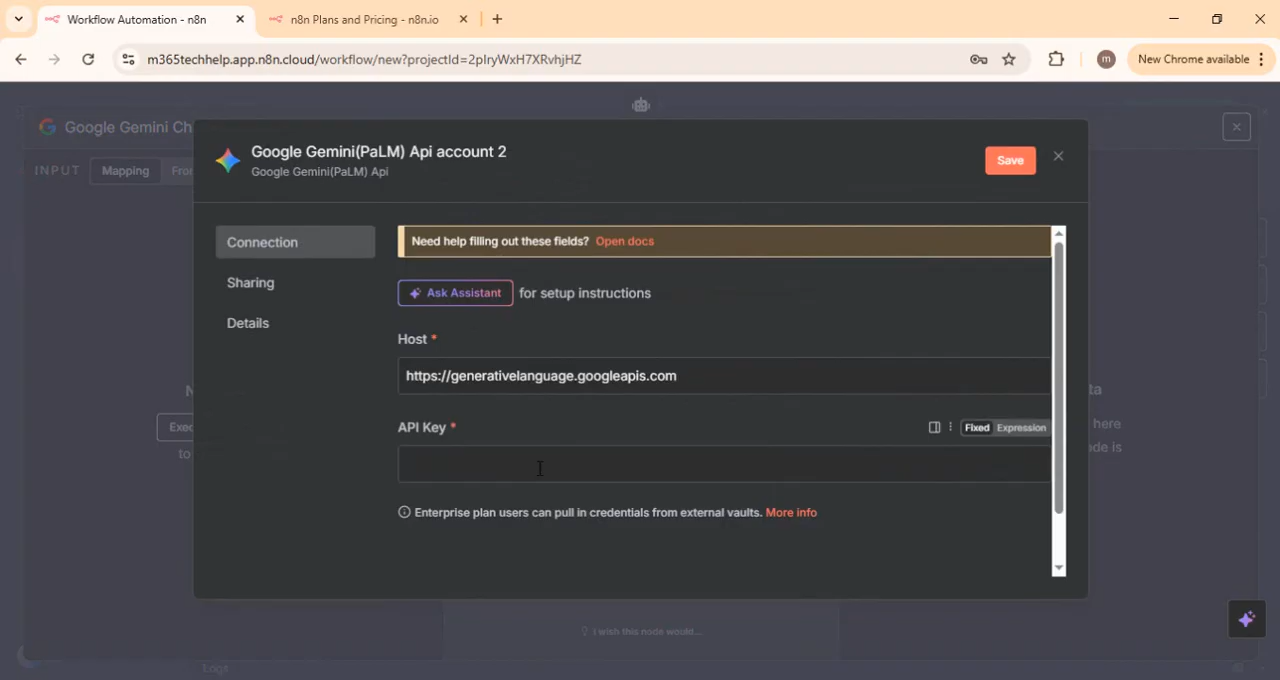 Workflow Automation - n8n
n8n Plans and Pricing - n8n.io
m365techhelp.app.n8n.cloud/workflow/new?projectId=2pIryWxH7XRvhjHZ
m
New Chrome available
Google Gemini Ch
INPUT
Mapping
Google Gemini(PaLM) Api account 2
Google Gemini(PaLM) Api
Save
Connection
Sharing
Details
Need help filling out these fields? Open docs
Ask Assistant for setup instructions
Host *
https://generativelanguage.googleapis.com
API Key *
Fixed Expression
Enterprise plan users can pull in credentials from external vaults. More info
here
I wish this node would...
Logs